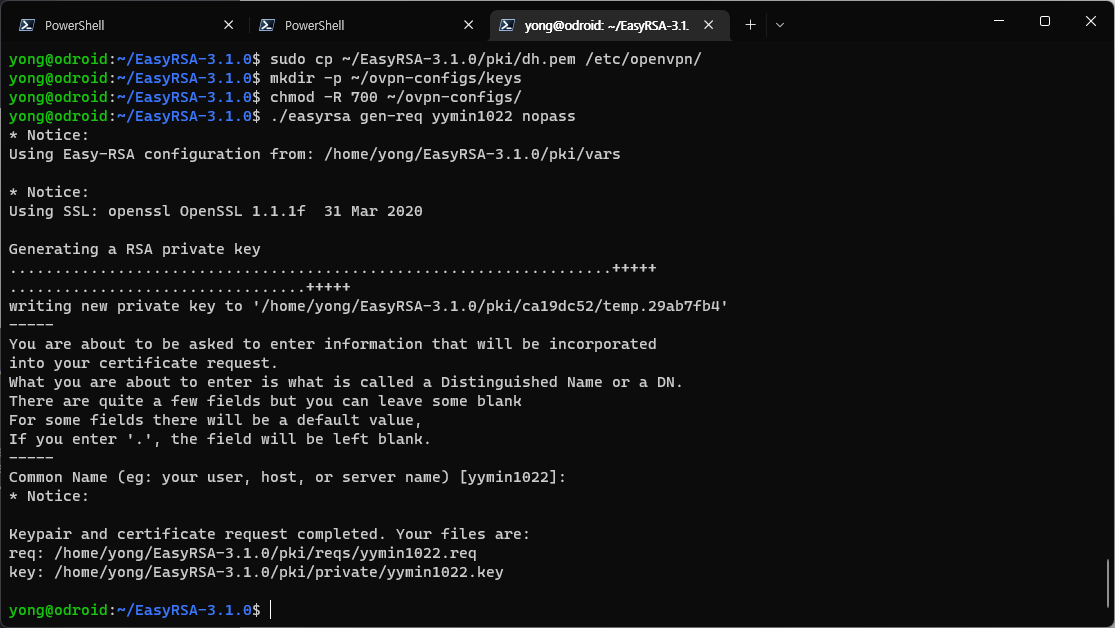 PowerShell
PowerShell
yong@odroid: ~/EasyRSA-3.1.
yong@odroid:~/EasyRSA-3.1.0$ sudo cp ~/EasyRSA-3.1.0/pki/dh.pem /etc/openvpn/
yong@odroid:~/EasyRSA-3.1.0$ mkdir -p ~/ovpn-configs/keys
yong@odroid:~/EasyRSA-3.1.0$ chmod -R 700 ~/ovpn-configs/
yong@odroid:~/EasyRSA-3.1.0$ ./easyrsa gen-req yymin1022 nopass
* Notice:
Using Easy-RSA configuration from: /home/yong/EasyRSA-3.1.0/pki/vars
* Notice:
Using SSL: openssl OpenSSL 1.1.1f  31 Mar 2020
Generating a RSA private key
...................................................................+++++
.................................+++++
writing new private key to '/home/yong/EasyRSA-3.1.0/pki/ca19dc52/temp.29ab7fb4'
-----
You are about to be asked to enter information that will be incorporated
into your certificate request.
What you are about to enter is what is called a Distinguished Name or a DN.
There are quite a few fields but you can leave some blank
For some fields there will be a default value,
If you enter '.', the field will be left blank.
-----
Common Name (eg: your user, host, or server name) [yymin1022]:
* Notice:
Keypair and certificate request completed. Your files are:
req: /home/yong/EasyRSA-3.1.0/pki/reqs/yymin1022.req
key: /home/yong/EasyRSA-3.1.0/pki/private/yymin1022.key
yong@odroid:~/EasyRSA-3.1.0$